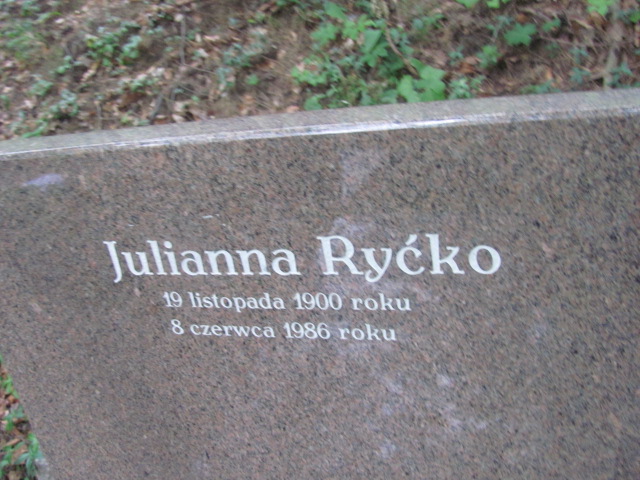 Julianna Ryćko
19 listopada 1900 roku
8 czerwca 1986 roku